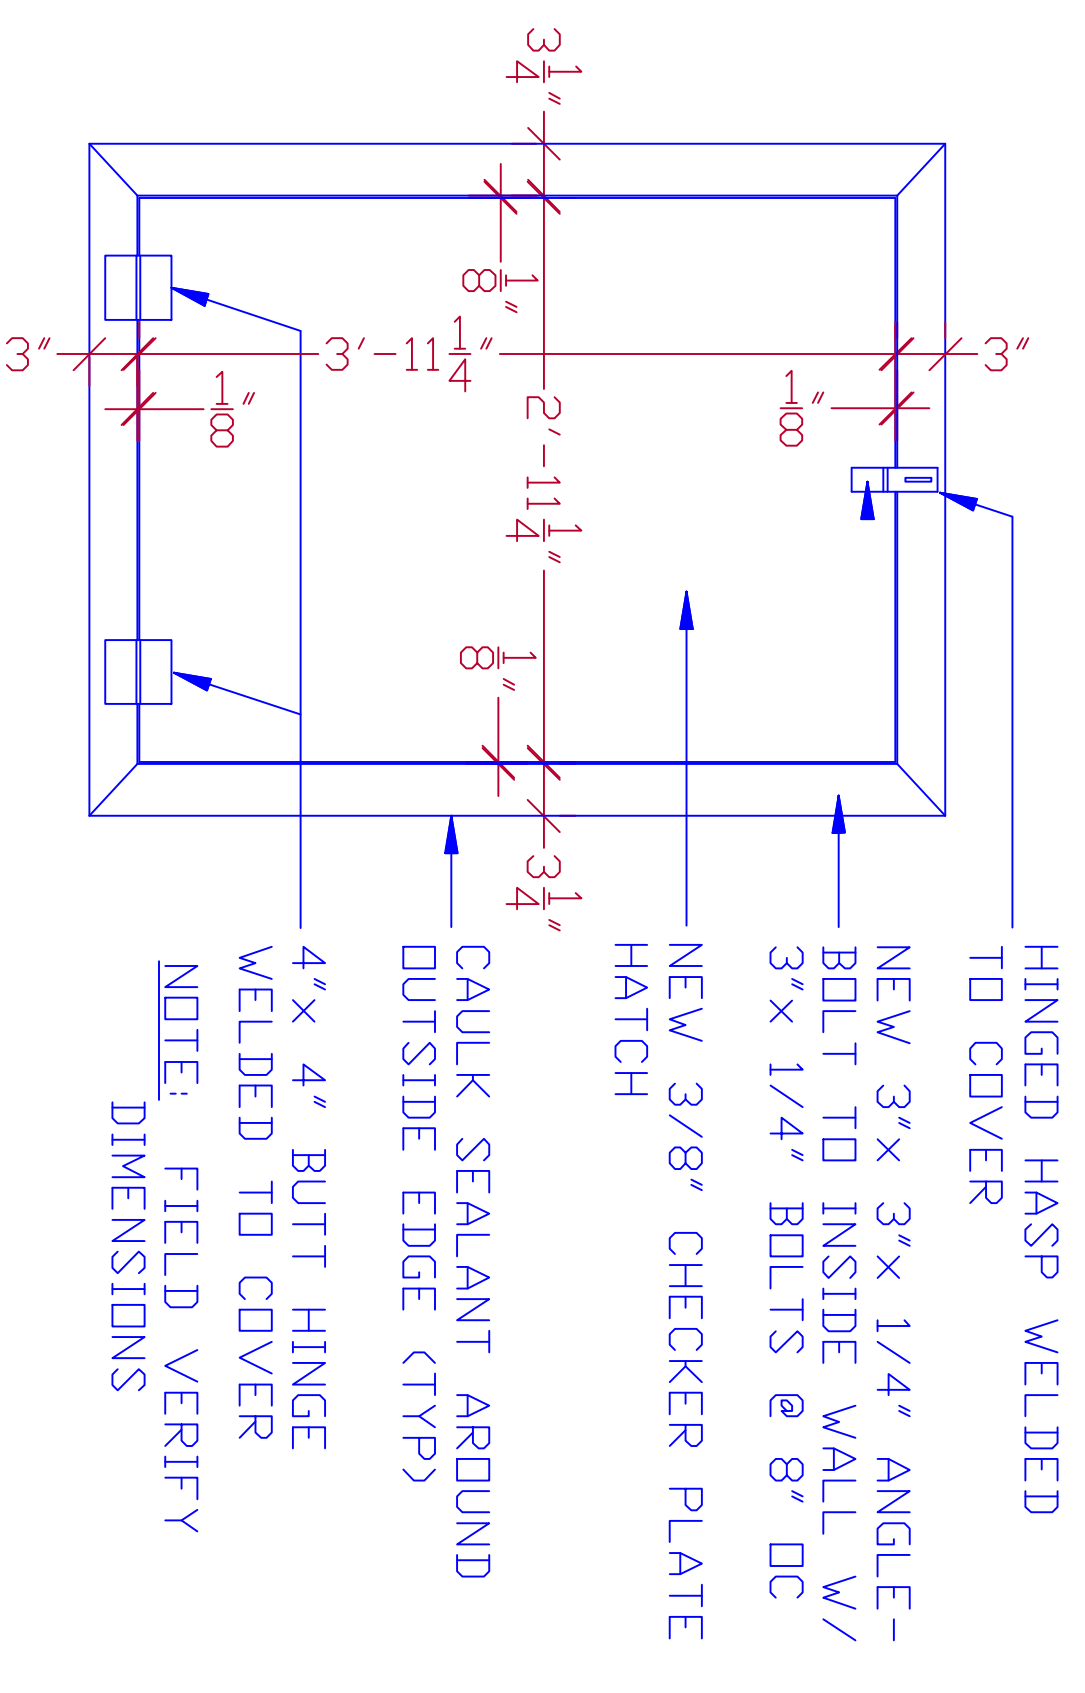 HINGED HASP WELDED
TO COVER
NEW 3"x 3"x 1/4" ANGLE-
BOLT TO INSIDE WALL W/
3"x 1/4" BOLTS @ 8" OC
NEW 3/8" CHECKER PLATE
HATCH
CAULK SEALANT AROUND
OUTSIDE EDGE (TYP)
4"x 4" BUTT HINGE
WELDED TO COVER
NOTE: FIELD VERIFY
DIMENSIONS
3 1/4"
1/8"
2'-11 1/4"
1/8"
3 1/4"
3"
1/8"
3'-11 1/4"
1/8"
3"